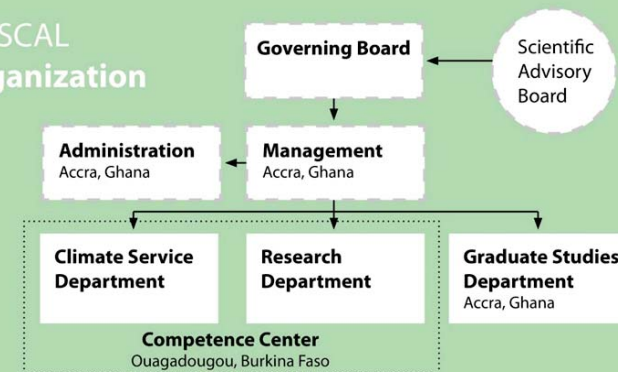 SCAL
ganization
Governing Board
Scientific
Advisory
Board
Administration
Accra, Ghana
Management
Accra, Ghana
Climate Service
Department
Research
Department
Graduate Studies
Department
Accra, Ghana
Competence Center
Ouagadougou, Burkina Faso